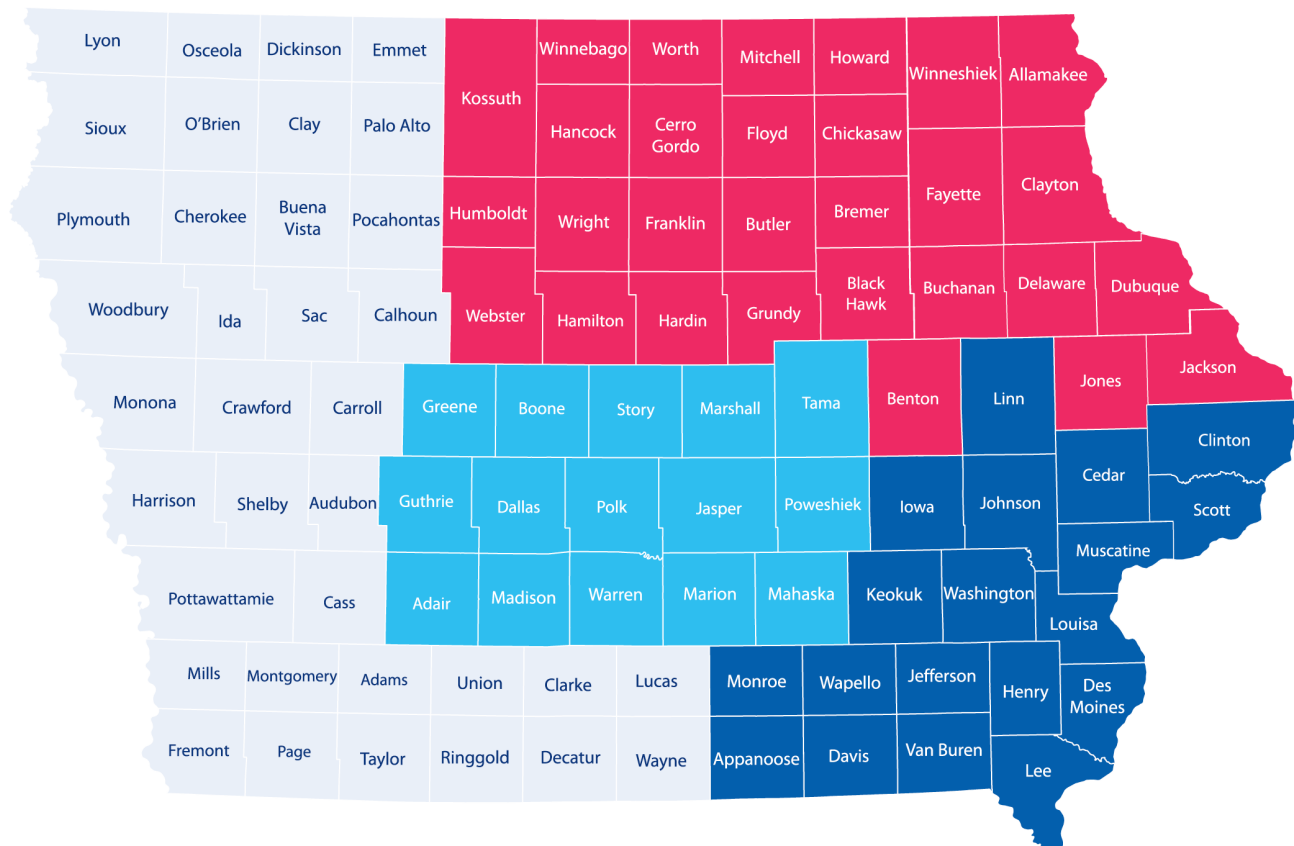 Lyon
Osceola
Dickinson
Emmet
Kossuth
Winnebago
Worth
Mitchell
Howard
Winneshiek
Allamakee
Sioux
O'Brien
Clay
Palo Alto
Hancock
Cerro
Gordo
Floyd
Chickasaw
Fayette
Clayton
Plymouth
Cherokee
Buena
Vista
Pocahontas
Humboldt
Wright
Franklin
Butler
Bremer
Woodbury
Ida
Sac
Calhoun
Webster
Hamilton
Hardin
Grundy
Black
Hawk
Buchanan
Delaware
Dubuque
Monona
Crawford
Carroll
Greene
Boone
Story
Marshall
Tama
Benton
Linn
Jones
Jackson
Clinton
Harrison
Shelby
Audubon
Guthrie
Dallas
Polk
Jasper
Poweshiek
Iowa
Johnson
Cedar
Scott
Muscatine
Pottawattamie
Cass
Adair
Madison
Warren
Marion
Mahaska
Keokuk
Washington
Louisa
Mills
Montgomery
Adams
Union
Clarke
Lucas
Monroe
Wapello
Jefferson
Henry
Des
Moines
Fremont
Page
Taylor
Ringgold
Decatur
Wayne
Appanoose
Davis
Van Buren
Lee